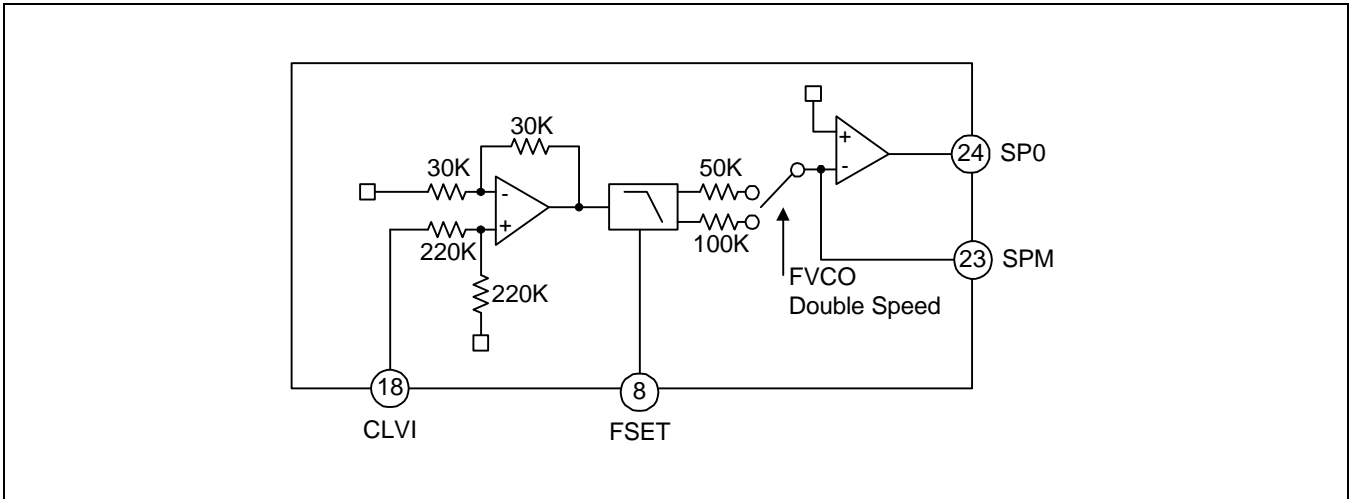 30K
30K
-
+
220K
220K
50K
100K
+
-
24 SP0
23 SPM
FVCO
Double Speed
18
CLVI
8
FSET